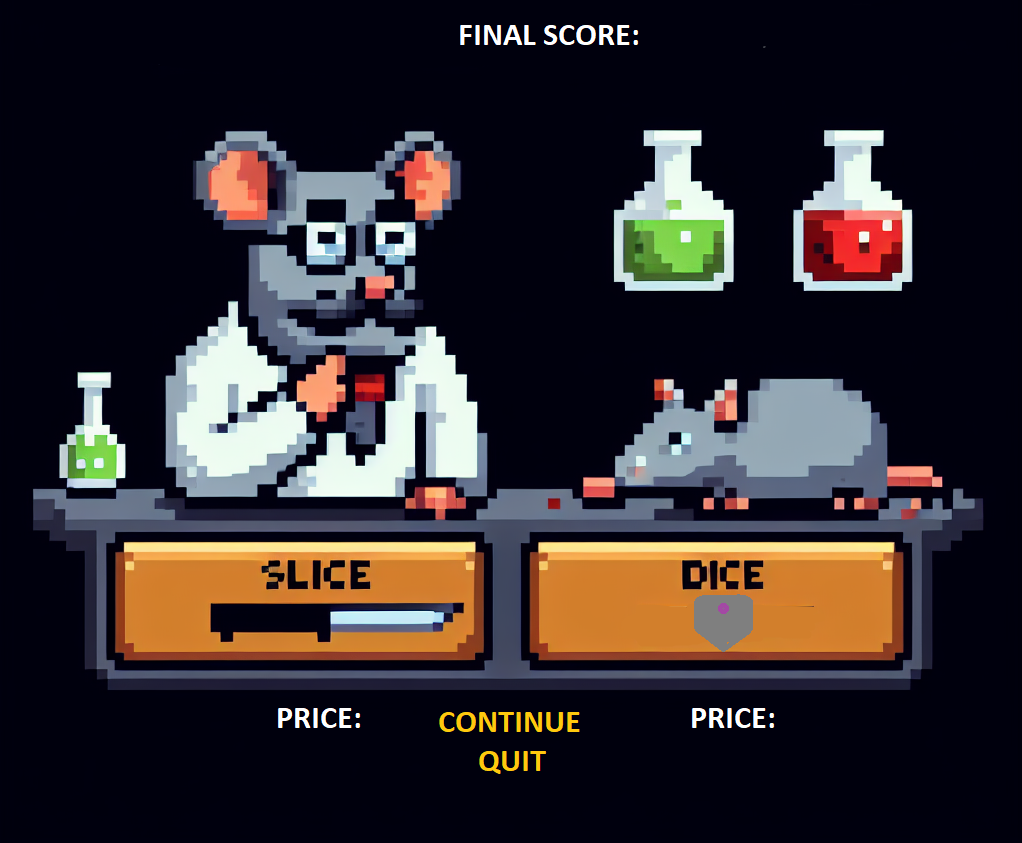 FINAL SCORE:
SLICE
DICE
PRICE:
CONTINUE
PRICE:
QUIT